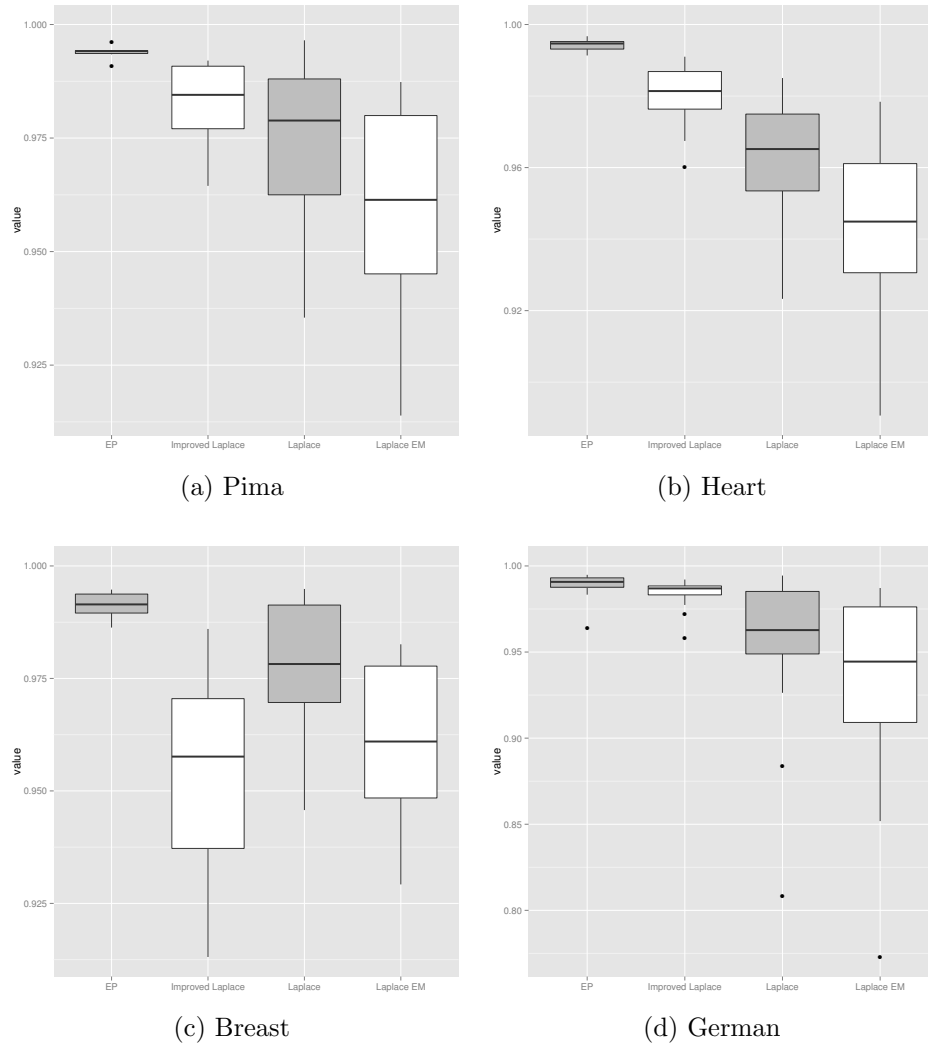 1.000
0.975
0.950
0.925
value
EP Improved Laplace Laplace Laplace EM
(a) Pima
1.00
0.96
0.92
value
EP Improved Laplace Laplace Laplace EM
(b) Heart
1.000
0.975
0.950
0.925
value
EP Improved Laplace Laplace Laplace EM
(c) Breast
1.00
0.95
0.90
0.85
0.80
value
EP Improved Laplace Laplace Laplace EM
(d) German